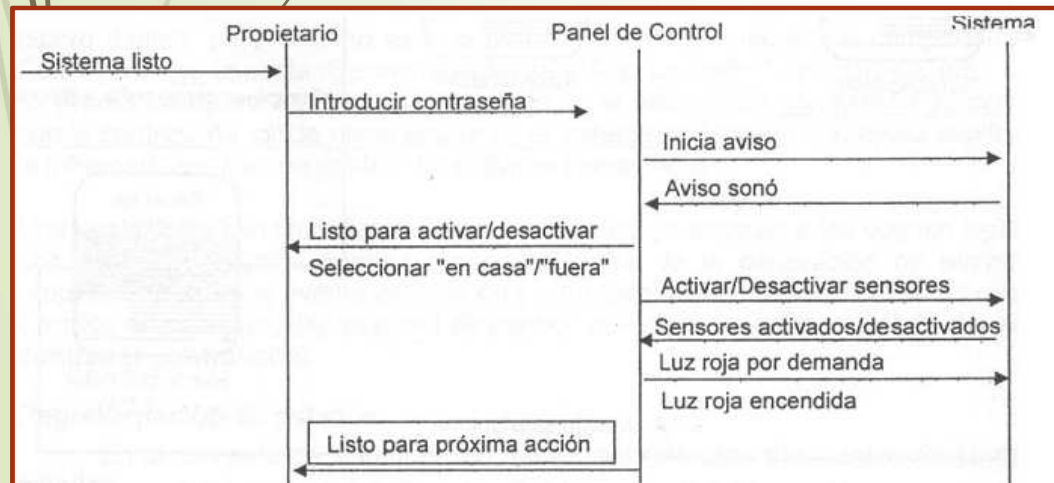 Propietario Panel de Control Sistema
Sistema listo
Introducir contraseña
Inicia aviso
Aviso sonó
Listo para activar/desactivar
Seleccionar "en casa"/"fuera"
Activar/Desactivar sensores
Sensores activados/desactivados
Luz roja por demanda
Luz roja encendida
Listo para próxima acción